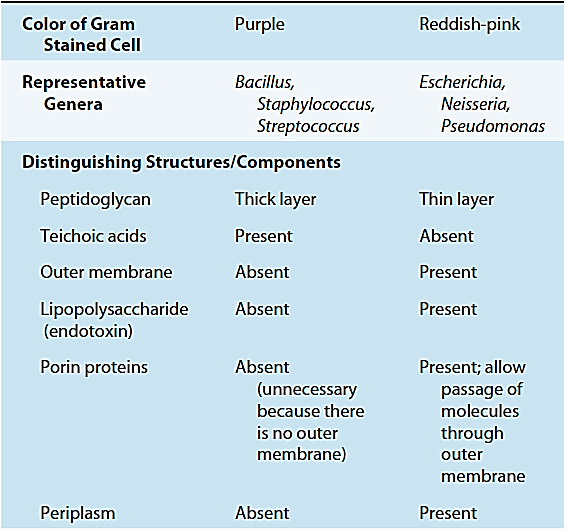 Color of Gram Purple Reddish-pink
Stained Cell
Representative Bacillus, Escherichia,
Genera Staphylococcus, Neisseria,
Streptococcus Pseudomonas
Distinguishing Structures/Components
Peptidoglycan Thick layer Thin layer
Teichoic acids Present Absent
Outer membrane Absent Present
Lipopolysaccharide Absent Present
(endotoxin)
Porin proteins Absent Present; allow
(unnecessary passage of
because there molecules
is no outer through
membrane) outer
membrane
Periplasm Absent Present